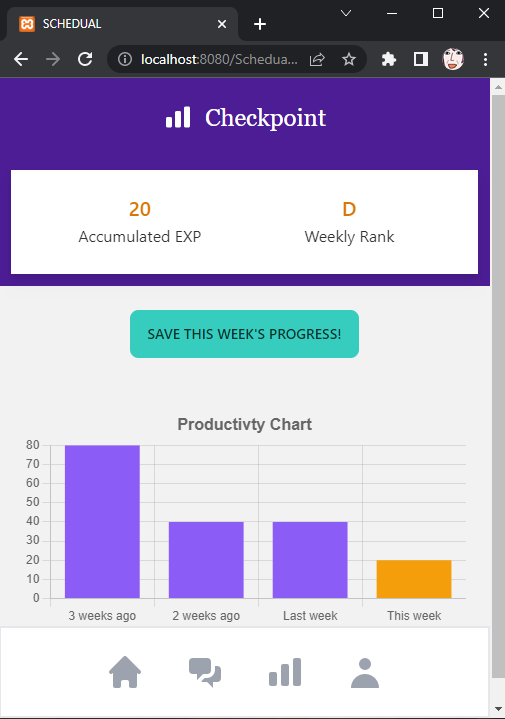 SCHEDUAL
localhost:8080/Schedua...
Checkpoint
20
Accumulated EXP
D
Weekly Rank
SAVE THIS WEEK'S PROGRESS!
Productivty Chart
80
70
60
50
40
30
20
10
0
3 weeks ago
2 weeks ago
Last week
This week